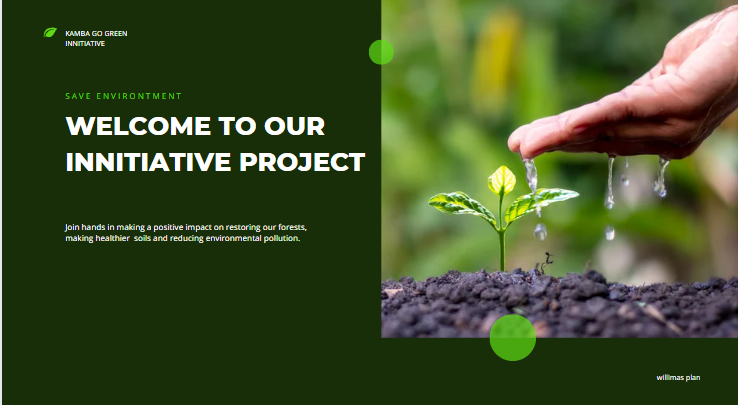 KAMBA GO GREEN
INNITIATIVE
SAVE ENVIRONTMENT
WELCOME TO OUR
INNITIATIVE PROJECT
Join hands in making a positive impact on restoring our forests,
making healthier soils and reducing environmental pollution.
willimas plan